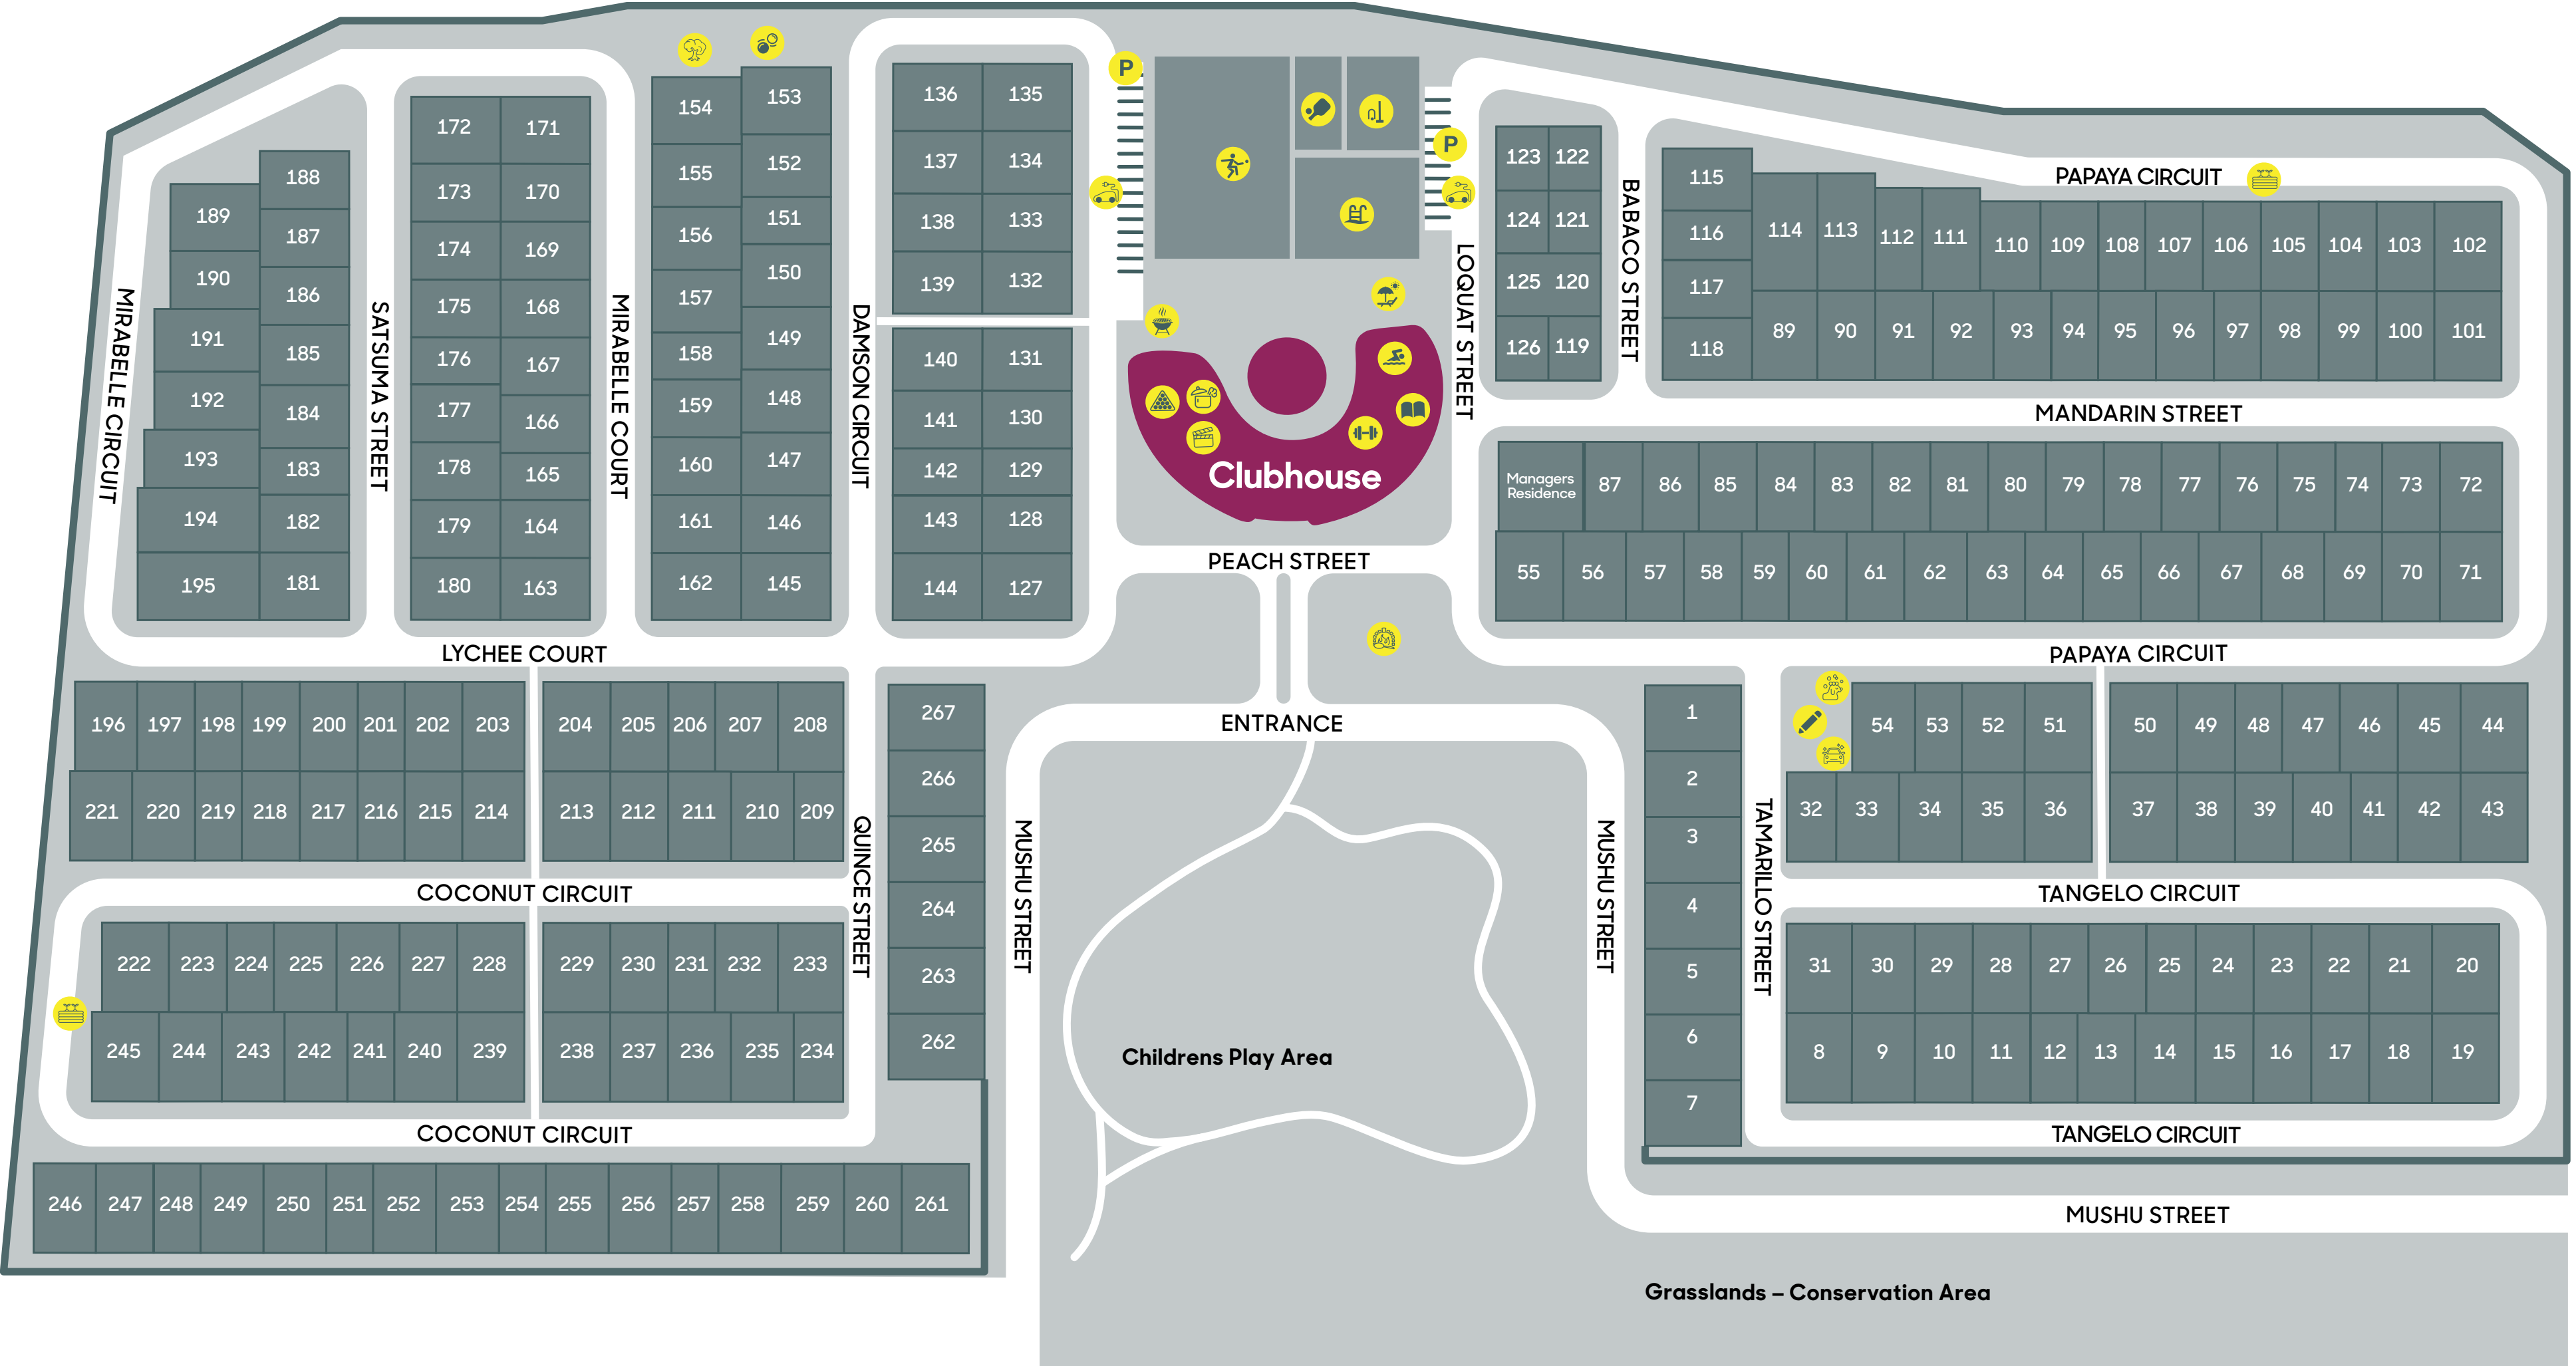 P
P
MIRABELLE CIRCUIT
SATSUMA STREET
MIRABELLE COURT
DAMSON CIRCUIT
LOQUAT STREET
BABACO STREET
PAPAYA CIRCUIT
MANDARIN STREET
Clubhouse
PEACH STREET
LYCHEE COURT
PAPAYA CIRCUIT
ENTRANCE
QUINCE STREET
MUSHU STREET
MUSHU STREET
TAMARILLO STREET
COCONUT CIRCUIT
TANGELO CIRCUIT
Childrens Play Area
COCONUT CIRCUIT
TANGELO CIRCUIT
MUSHU STREET
Grasslands – Conservation Area
188
189
187
190
186
191
185
192
184
193
183
194
182
195
181
172 171
173 170
174 169
175 168
176 167
177 166
178 165
179 164
180 163
154 153
155 152
156 151
157 150
158 149
159 148
160 147
161 146
162 145
136 135
137 134
138 133
139 132
140 131
141 130
142 129
143 128
144 127
123 122
124 121
125 120
126 119
115
116
117
118
114 113 112 111 110 109 108 107 106 105 104 103 102
89 90 91 92 93 94 95 96 97 98 99 100 101
Managers
Residence
87 86 85 84 83 82 81 80 79 78 77 76 75 74 73 72
55 56 57 58 59 60 61 62 63 64 65 66 67 68 69 70 71
196 197 198 199 200 201 202 203 204 205 206 207 208
221 220 219 218 217 216 215 214 213 212 211 210 209
222 223 224 225 226 227 228 229 230 231 232 233
245 244 243 242 241 240 239 238 237 236 235 234
246 247 248 249 250 251 252 253 254 255 256 257 258 259 260 261
267
266
265
264
263
262
1
2
3
4
5
6
7
54 53 52 51 50 49 48 47 46 45 44
32 33 34 35 36 37 38 39 40 41 42 43
31 30 29 28 27 26 25 24 23 22 21 20
8 9 10 11 12 13 14 15 16 17 18 19